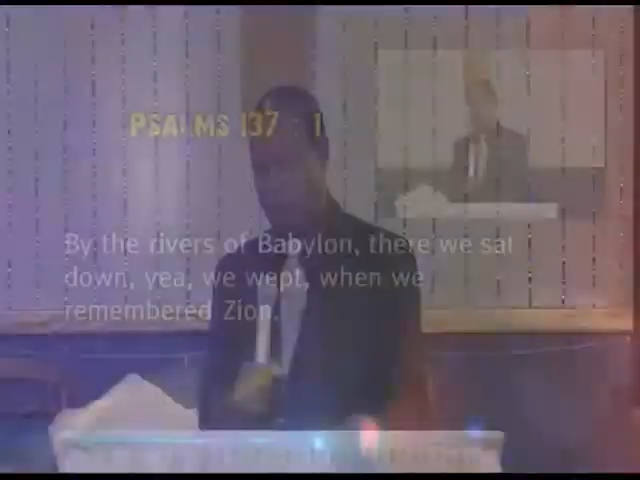 PSALMS 137 : 1
By the rivers of Babylon, there we sat
down, yea, we wept, when we
remembered Zion.